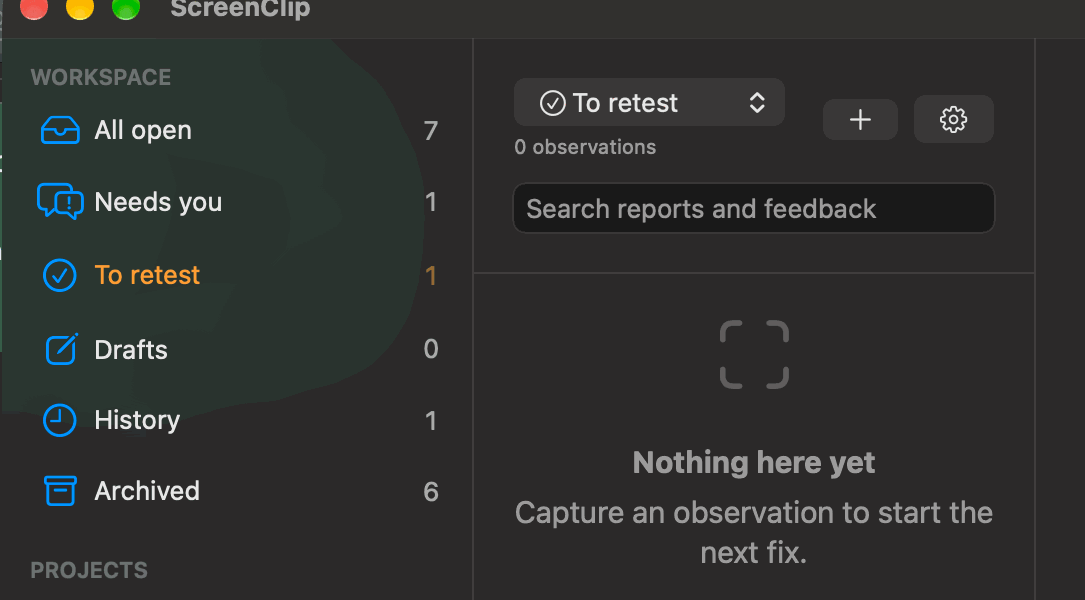 ScreenClip
WORKSPACE
All open 7
Needs you 1
To retest 1
Drafts 0
History 1
Archived 6
PROJECTS
To retest
0 observations
Search reports and feedback
Nothing here yet
Capture an observation to start the
next fix.